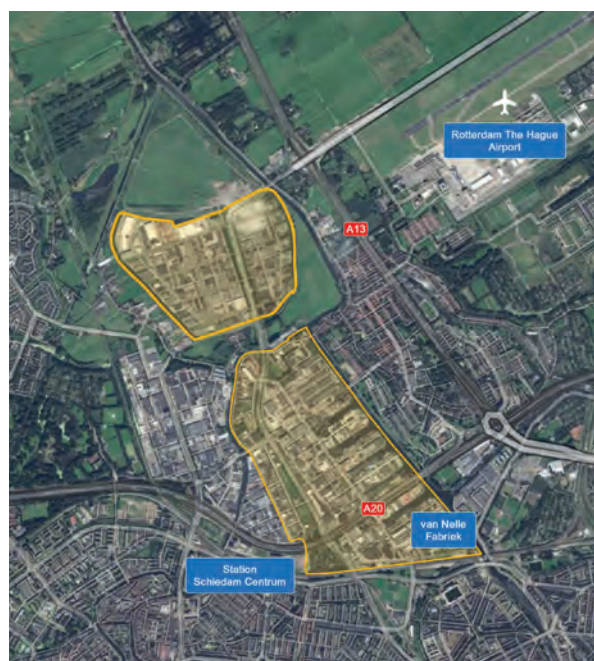 Rotterdam The Hague
Airport
A13
A20
van Nelle
Fabriek
Station
Schiedam Centrum